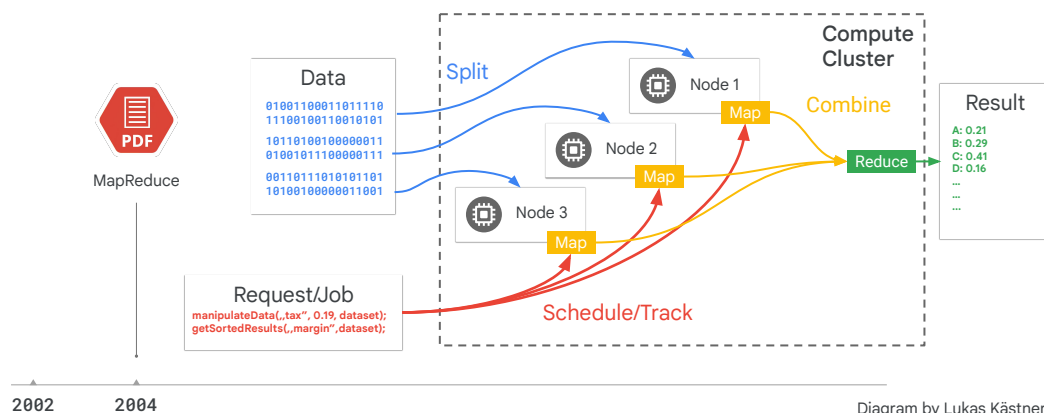 PDF
MapReduce
Data
01001100011011110
11100100110010101
10110100100000011
01001011100000111
00110111010101101
10100100000011001
Request/Job
manipulateData(„tax”, 0.19, dataset);
getSortedResults(„margin”,dataset);
Split
Compute
Cluster
Node 1
Map
Node 2
Map
Node 3
Map
Combine
Reduce
Schedule/Track
Result
A: 0.21
B: 0.29
C: 0.41
D: 0.16
...
...
...
2002
2004
Diagram by Lukas Kästner